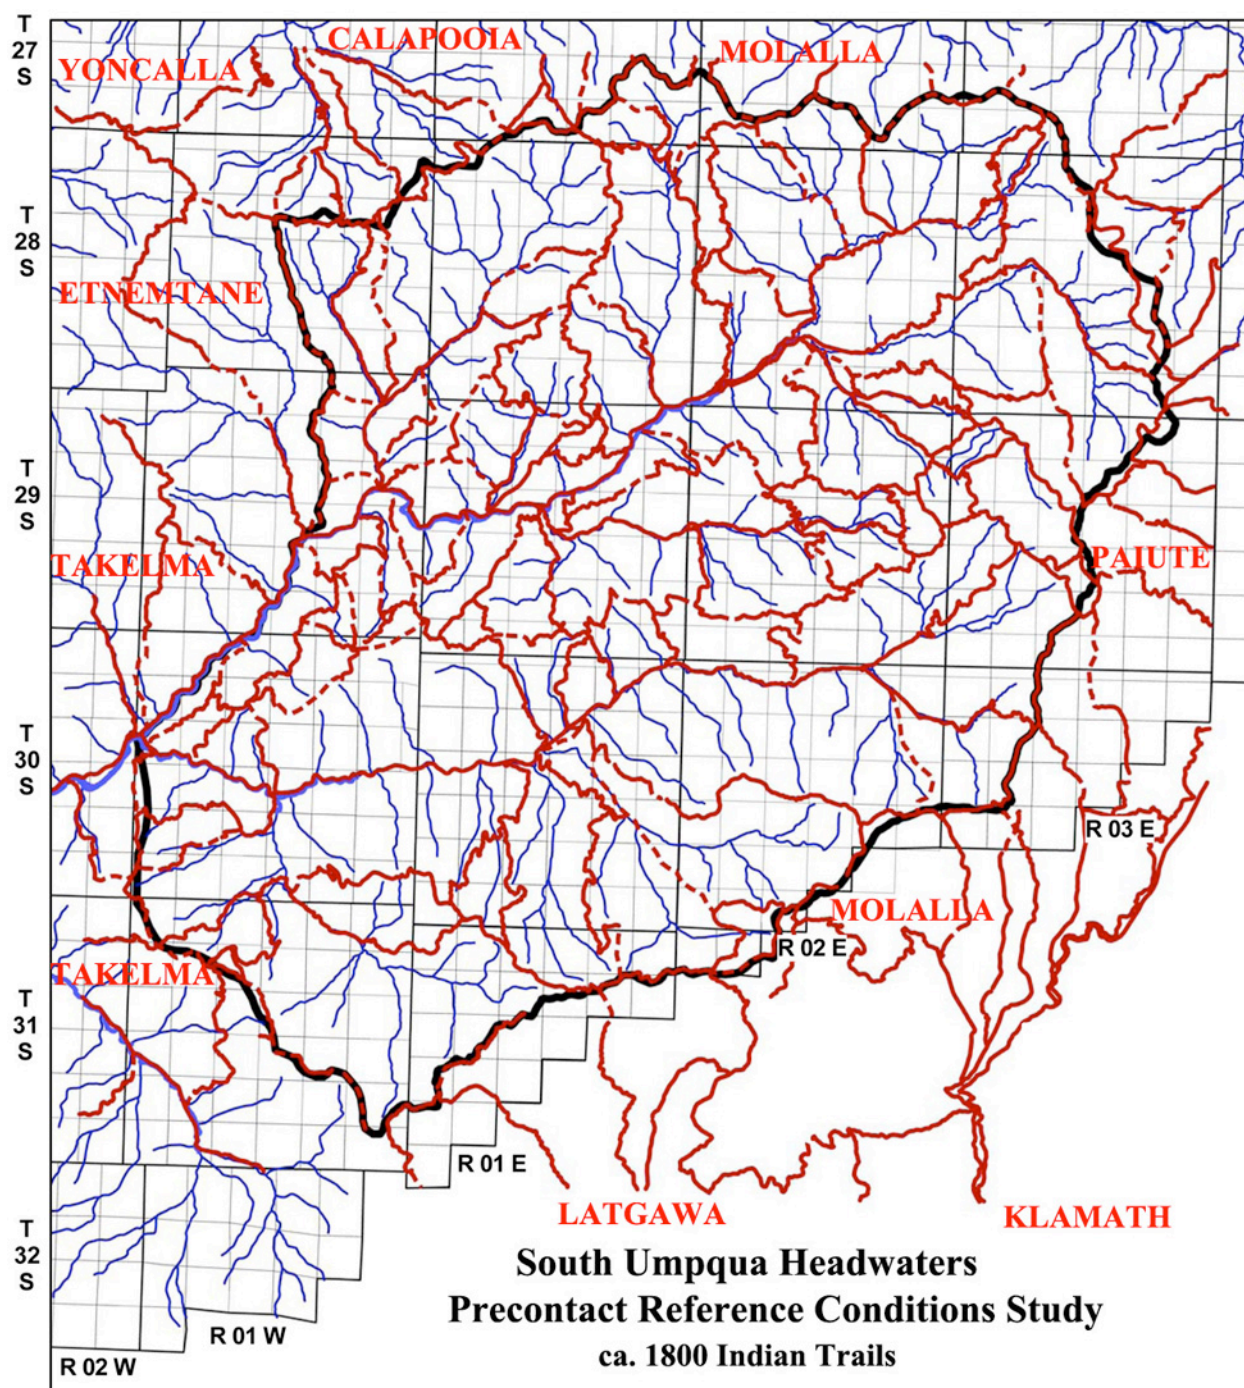 T
27
S
CALAPOOIA
MOLALLA
YONCALLA
T
28
S
ETNEMTANE
T
29
S
TAKELMA
PAIUTE
T
30
S
R 03 E
MOLALLA
R 02 E
TAKELMA
T
31
S
R 01 E
LATGAWA
KLAMATH
T
32
S
South Umpqua Headwaters
Precontact Reference Conditions Study
ca. 1800 Indian Trails
R 01 W
R 02 W